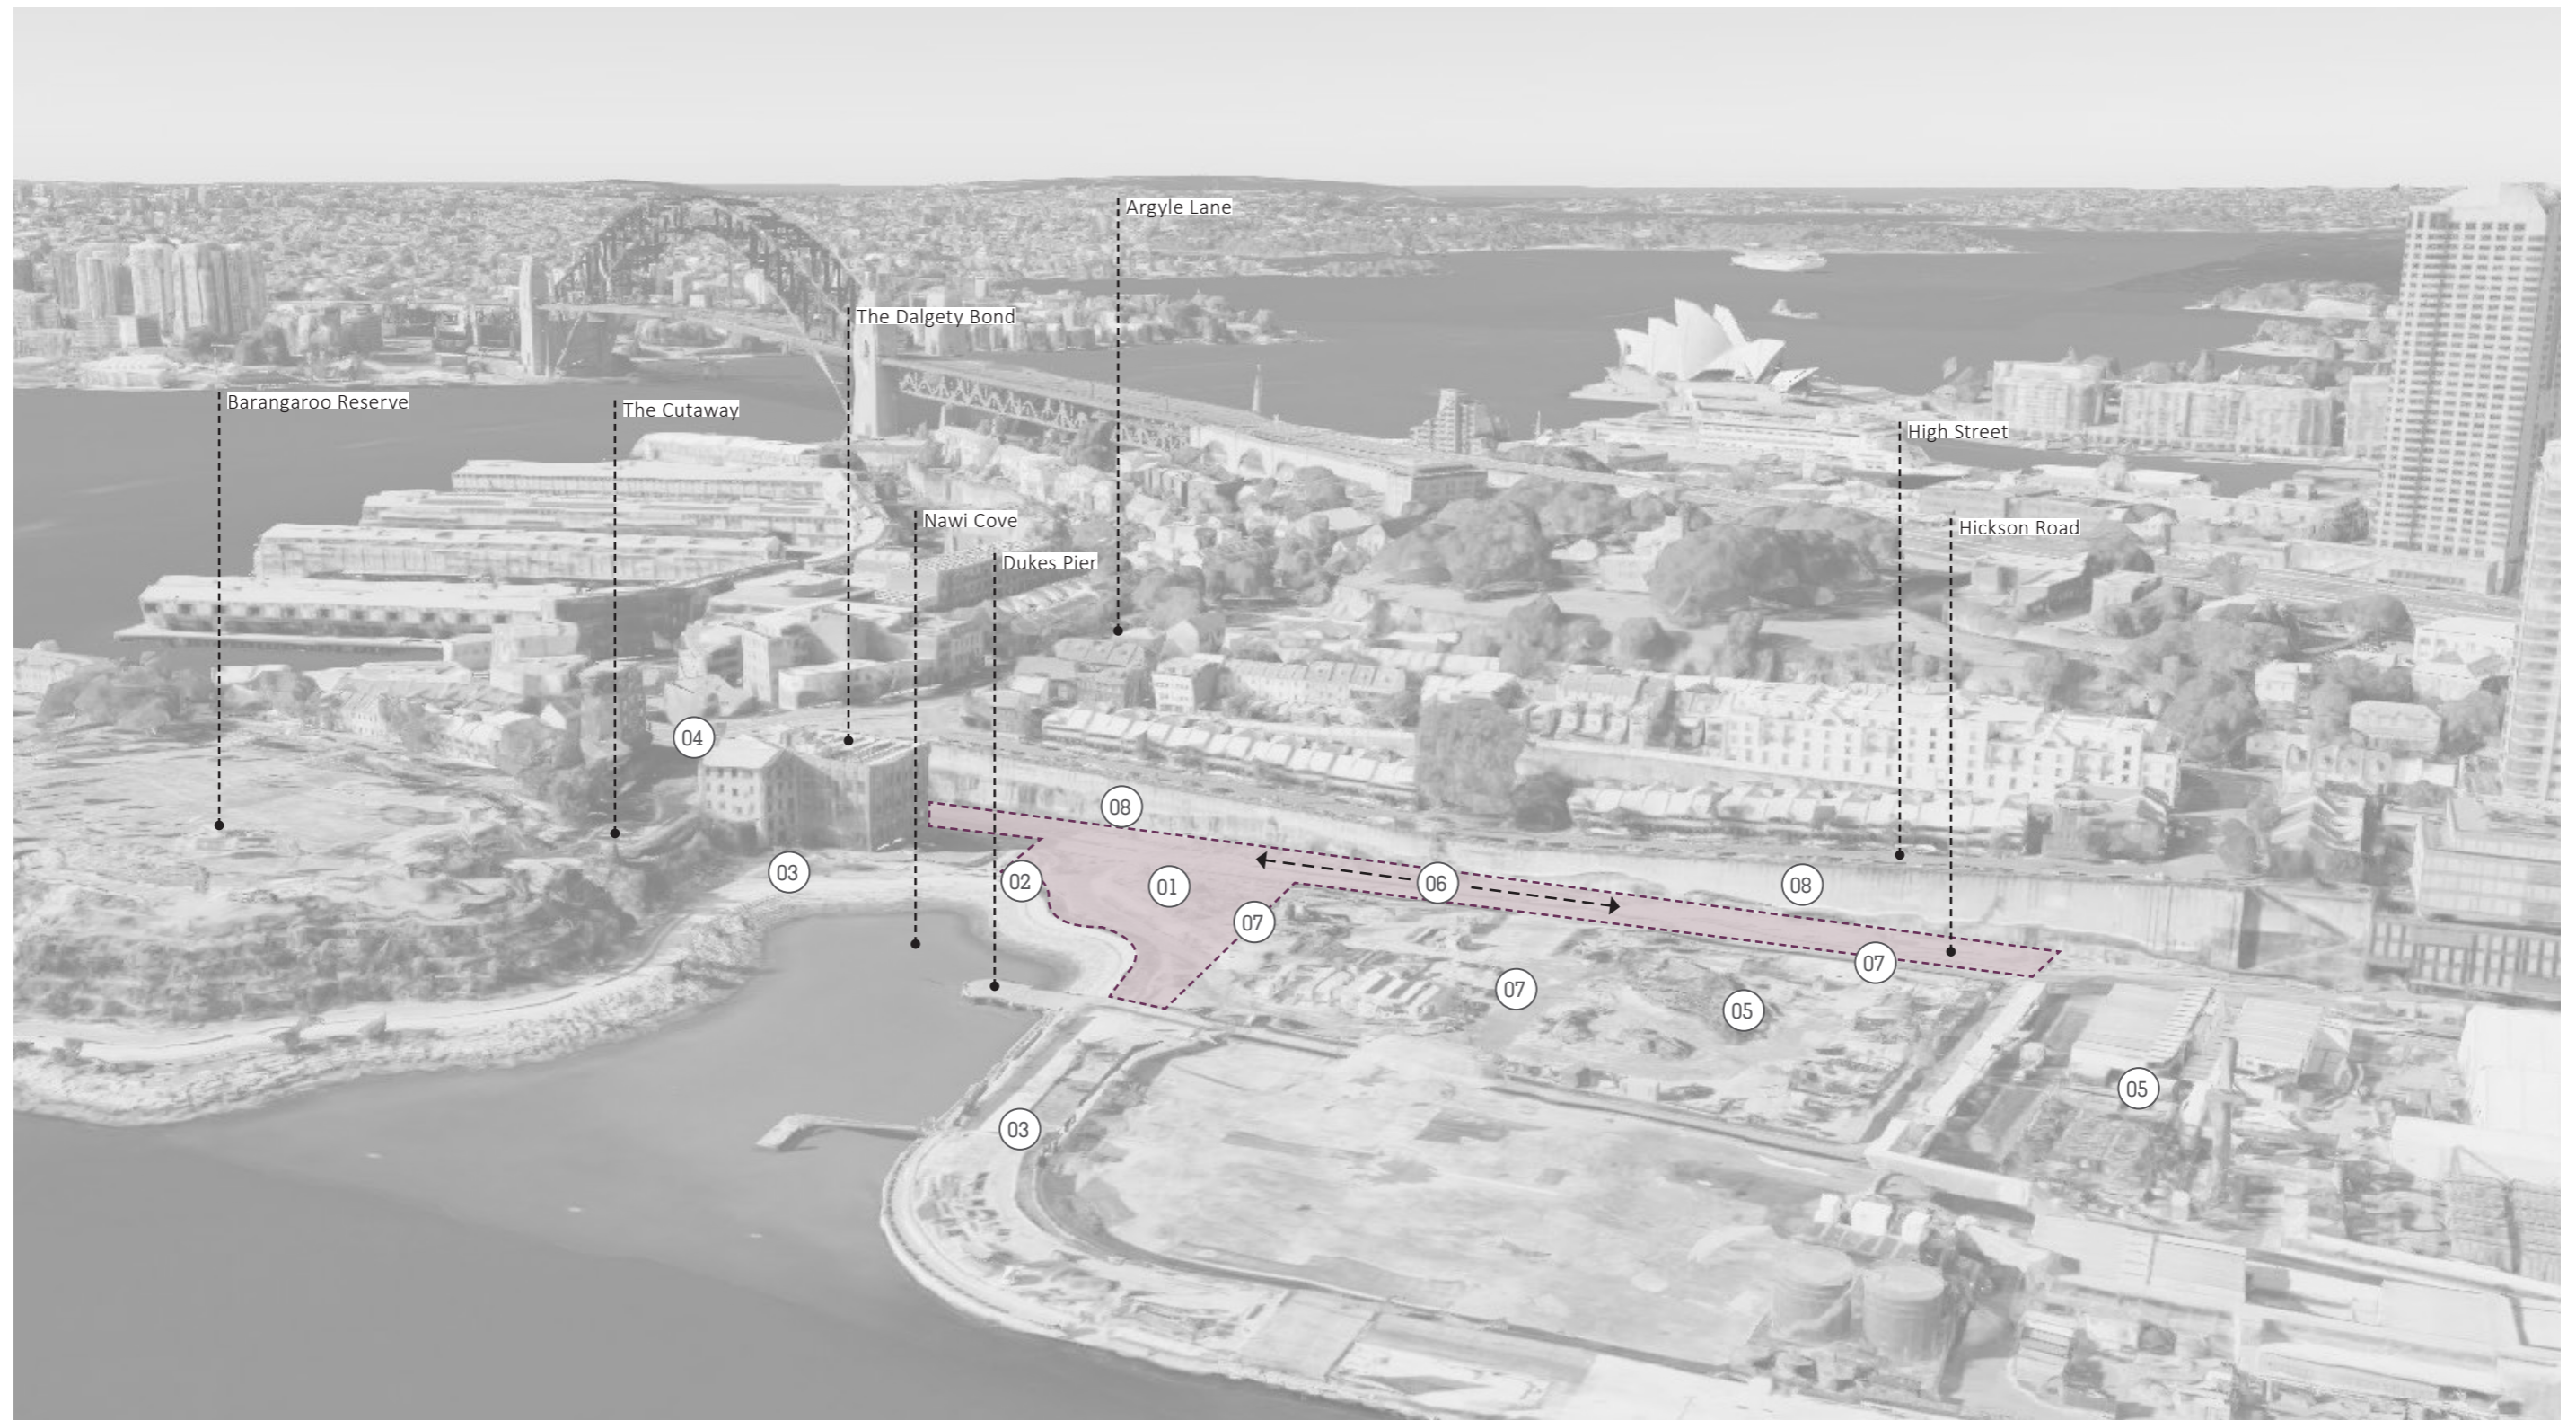 Argyle Lane
The Dalgety Bond
Barangaroo Reserve
The Cutaway
High Street
Nawi Cove
Hickson Road
Dukes Pier
04
08
03
02
01
06
08
07
07
07
05
05
03